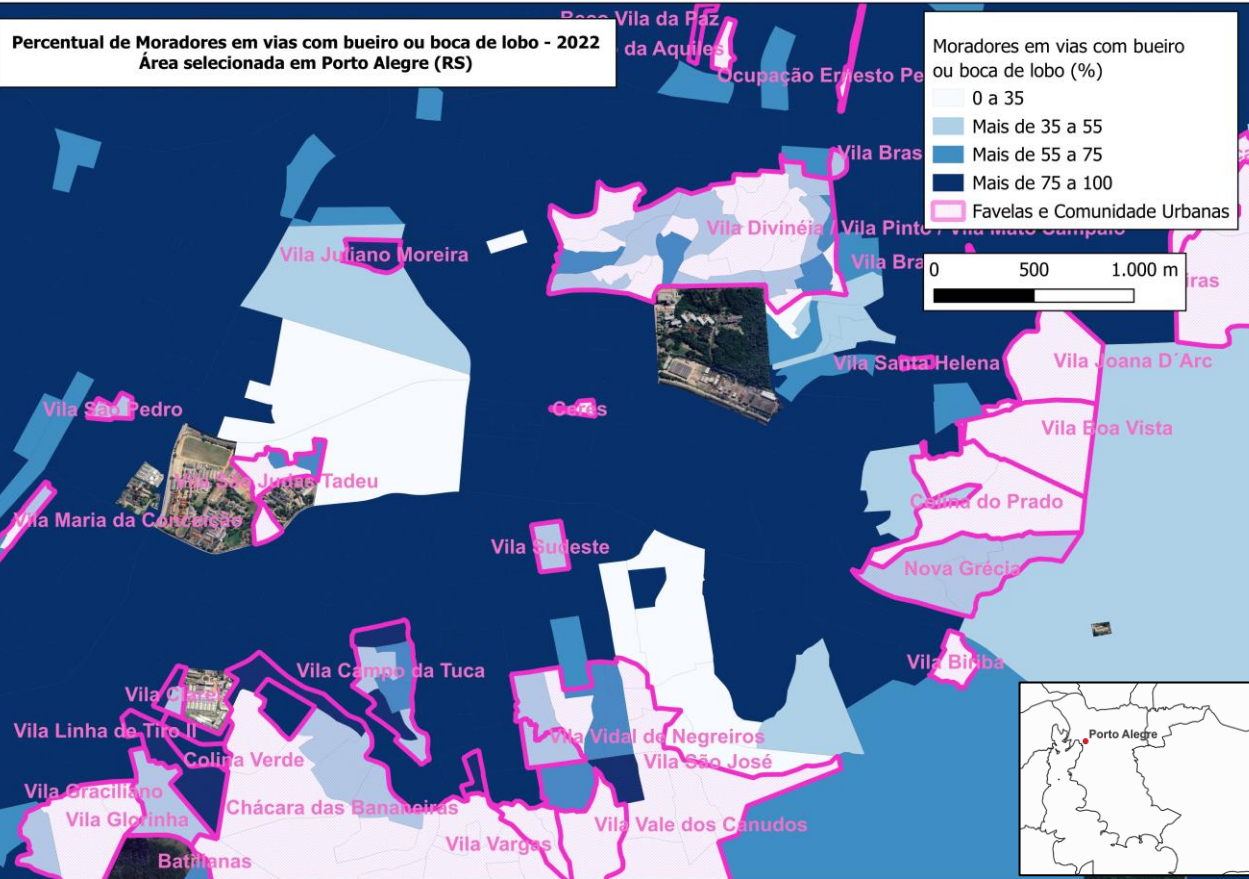 Percentual de Moradores em vias com bueiro ou boca de lobo - 2022
Área selecionada em Porto Alegre (RS)
Vila da Paz
da Aquiles
Ocupação Ernesto Pe
Moradores em vias com bueiro
ou boca de lobo (%)
0 a 35
Mais de 35 a 55
Mais de 55 a 75
Mais de 75 a 100
Favelas e Comunidade Urbanas
0 500 1.000 m
Vila Bras
Vila Divinéia / Vila Pinto / Vila Mato Sampaio
Vila Bra
iras
Vila Juliano Moreira
Vila Santa Helena
Vila Joana D´Arc
Vila São Pedro
Ceres
Vila Boa Vista
Vila São Judas Tadeu
Colina do Prado
Vila Maria da Conceição
Vila Sudeste
Nova Grécia
Vila Biriba
Vila Campo da Tuca
Vila
Vila Linha de Tiro II
Vila Vidal de Negreiros
Colina Verde
Vila São José
Vila Graciliano
Chácara das Bananeiras
Vila Glorinha
Vila Vale dos Canudos
Vila Vargas
Batillanas
Porto Alegre